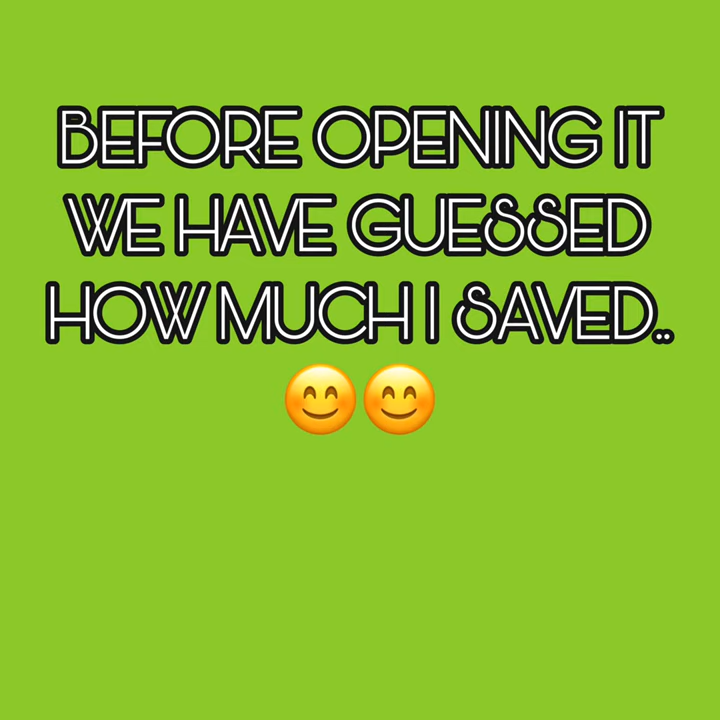 BEFORE OPENING IT
WE HAVE GUESSED
HOW MUCH I SAVED..
😊😊